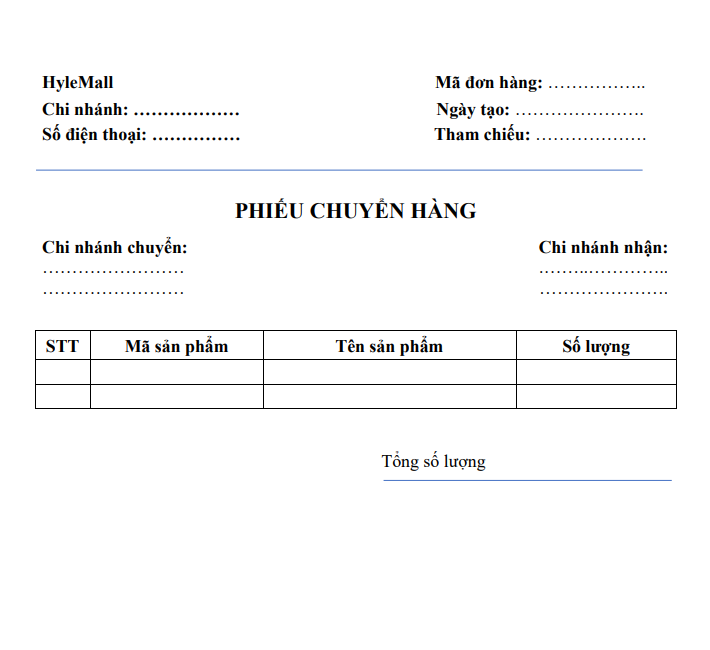 HyleMall Mã đơn hàng: ……………..
Chi nhánh: ……………… Ngày tạo: ………………….
Số điện thoại: …………… Tham chiếu: ……………….
PHIẾU CHUYỂN HÀNG
Chi nhánh chuyển: Chi nhánh nhận:
…………………… .……..…………..
…………………… ………………….
STT Mã sản phẩm Tên sản phẩm Số lượng
Tổng số lượng